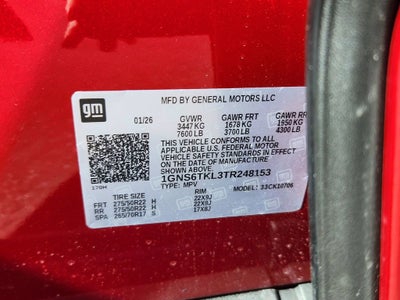 gm
MFD BY GENERAL MOTORS LLC
01/26 GVWR GAWR FRT GAWR RR
3447 KG 1678 KG 1950 KG
7600 LB 3700 LB 4300 LB
THIS VEHICLE CONFORMS TO ALL
APPLICABLE U.S. FEDERAL MOTOR
VEHICLE SAFETY STANDARDS IN EFFECT
ON THE DATE OF MANUFACTURE
1GNS6TKL3TR248153
TYPE: MPV MODEL: 33CK10706
TIRE SIZE RIM
FRT 275/50R22 H 22X9J
RR 275/50R22 H 22X9J
SPA 265/70R17 S 17X8J